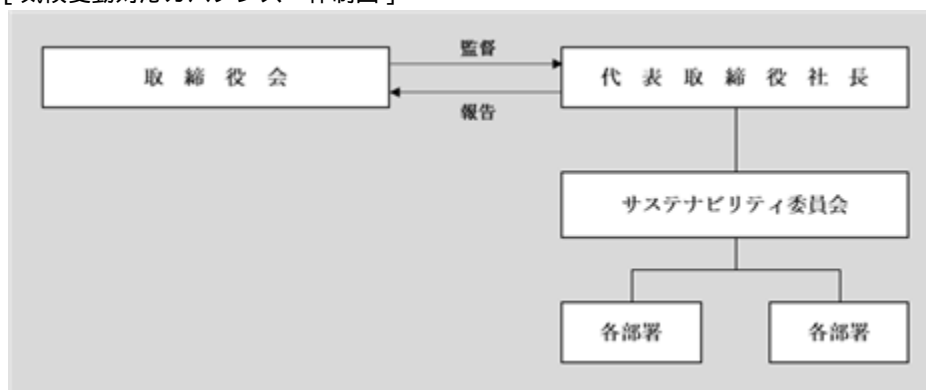 監督
取締役会
代表取締役社長
報告
サステナビリティ委員会
各部署
各部署